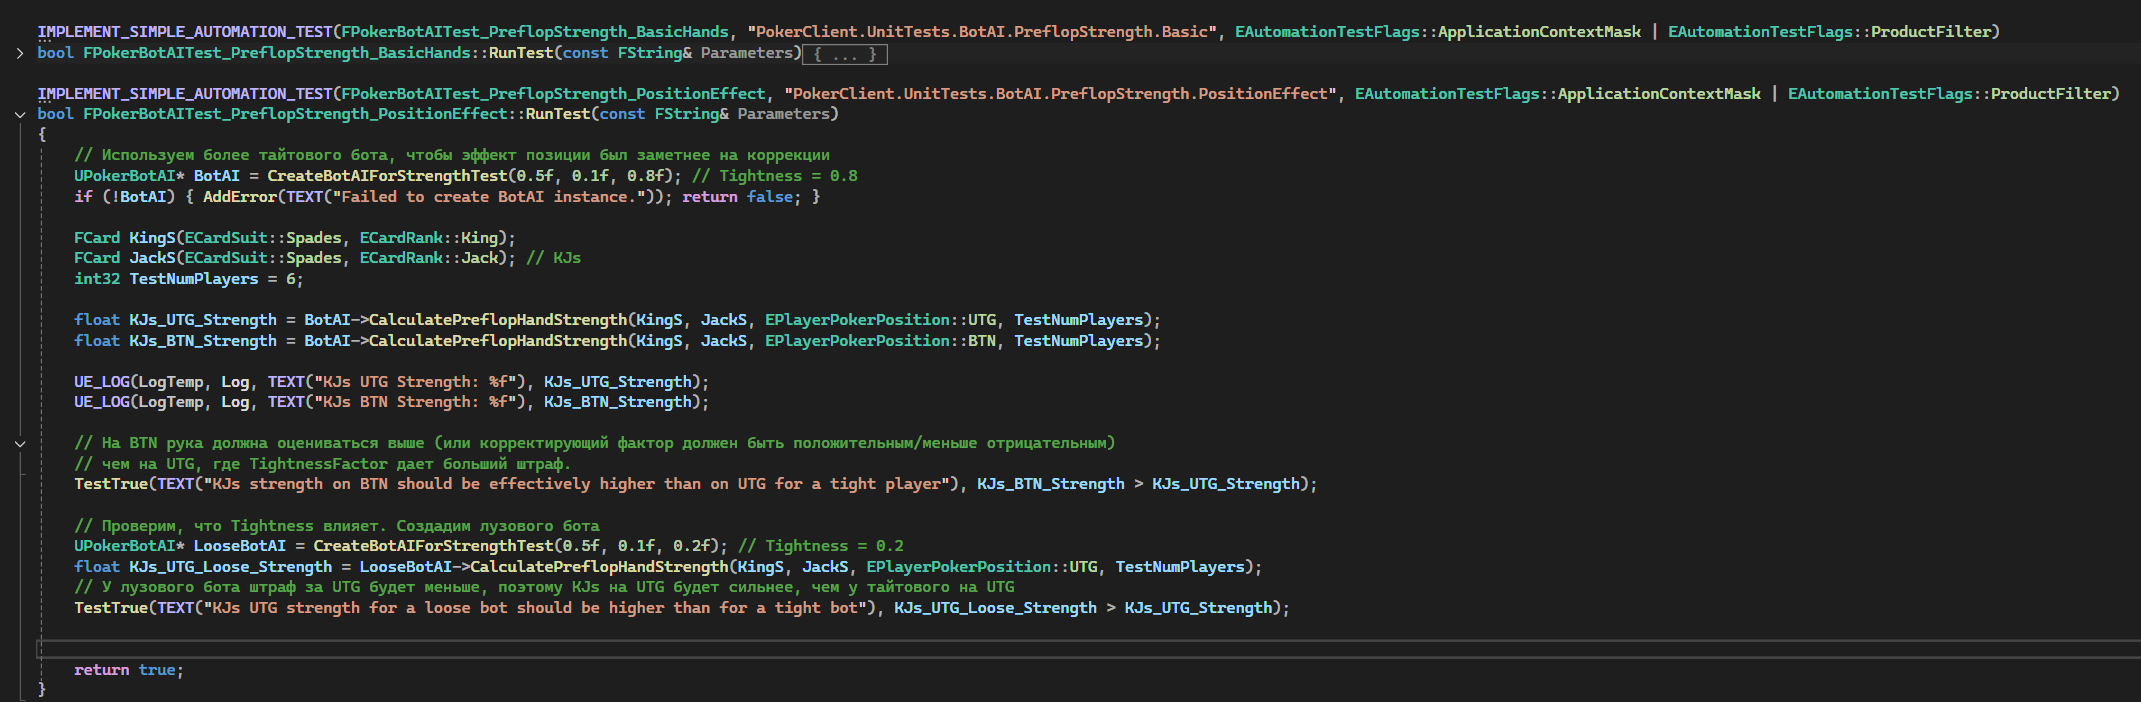 IMPLEMENT_SIMPLE_AUTOMATION_TEST(FPokerBotAITest_PreflopStrength_BasicHands, "PokerClient.UnitTests.BotAI.PreflopStrength.Basic", EAutomationTestFlags::ApplicationContextMask | EAutomationTestFlags::ProductFilter)
bool FPokerBotAITest_PreflopStrength_BasicHands::RunTest(const FString& Parameters){ ... }
IMPLEMENT_SIMPLE_AUTOMATION_TEST(FPokerBotAITest_PreflopStrength_PositionEffect, "PokerClient.UnitTests.BotAI.PreflopStrength.PositionEffect", EAutomationTestFlags::ApplicationContextMask | EAutomationTestFlags::ProductFilter)
bool FPokerBotAITest_PreflopStrength_PositionEffect::RunTest(const FString& Parameters)
{
// Используем более тайтового бота, чтобы эффект позиции был заметнее на коррекции
UPokerBotAI* BotAI = CreateBotAIForStrengthTest(0.5f, 0.1f, 0.8f); // Tightness = 0.8
if (!BotAI) { AddError(TEXT("Failed to create BotAI instance.")); return false; }
FCard KingS(ECardSuit::Spades, ECardRank::King);
FCard JackS(ECardSuit::Spades, ECardRank::Jack); // KJs
int32 TestNumPlayers = 6;
float KJs_UTG_Strength = BotAI->CalculatePreflopHandStrength(KingS, JackS, EPlayerPokerPosition::UTG, TestNumPlayers);
float KJs_BTN_Strength = BotAI->CalculatePreflopHandStrength(KingS, JackS, EPlayerPokerPosition::BTN, TestNumPlayers);
UE_LOG(LogTemp, Log, TEXT("KJs UTG Strength: %f"), KJs_UTG_Strength);
UE_LOG(LogTemp, Log, TEXT("KJs BTN Strength: %f"), KJs_BTN_Strength);
// На BTN рука должна оцениваться выше (или корректирующий фактор должен быть положительным/меньше отрицательным)
// чем на UTG, где TightnessFactor дает больший штраф.
TestTrue(TEXT("KJs strength on BTN should be effectively higher than on UTG for a tight player"), KJs_BTN_Strength > KJs_UTG_Strength);
// Проверим, что Tightness влияет. Создадим лузового бота
UPokerBotAI* LooseBotAI = CreateBotAIForStrengthTest(0.5f, 0.1f, 0.2f); // Tightness = 0.2
float KJs_UTG_Loose_Strength = LooseBotAI->CalculatePreflopHandStrength(KingS, JackS, EPlayerPokerPosition::UTG, TestNumPlayers);
// У лузового бота штраф за UTG будет меньше, поэтому KJs на UTG будет сильнее, чем у тайтового на UTG
TestTrue(TEXT("KJs UTG strength for a loose bot should be higher than for a tight bot"), KJs_UTG_Loose_Strength > KJs_UTG_Strength);
return true;
}